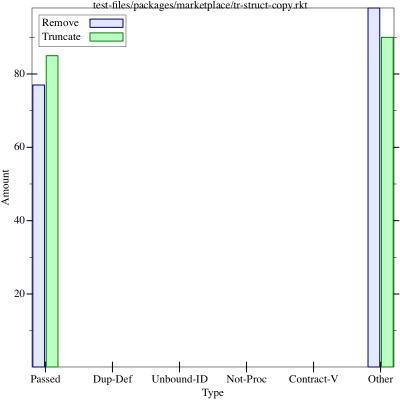 test-files/packages/marketplace/tr-struct-copy.rkt
Remove
Truncate
80
60
40
20
Amount
Passed Dup-Def Unbound-ID Not-Proc Contract-V Other
Type